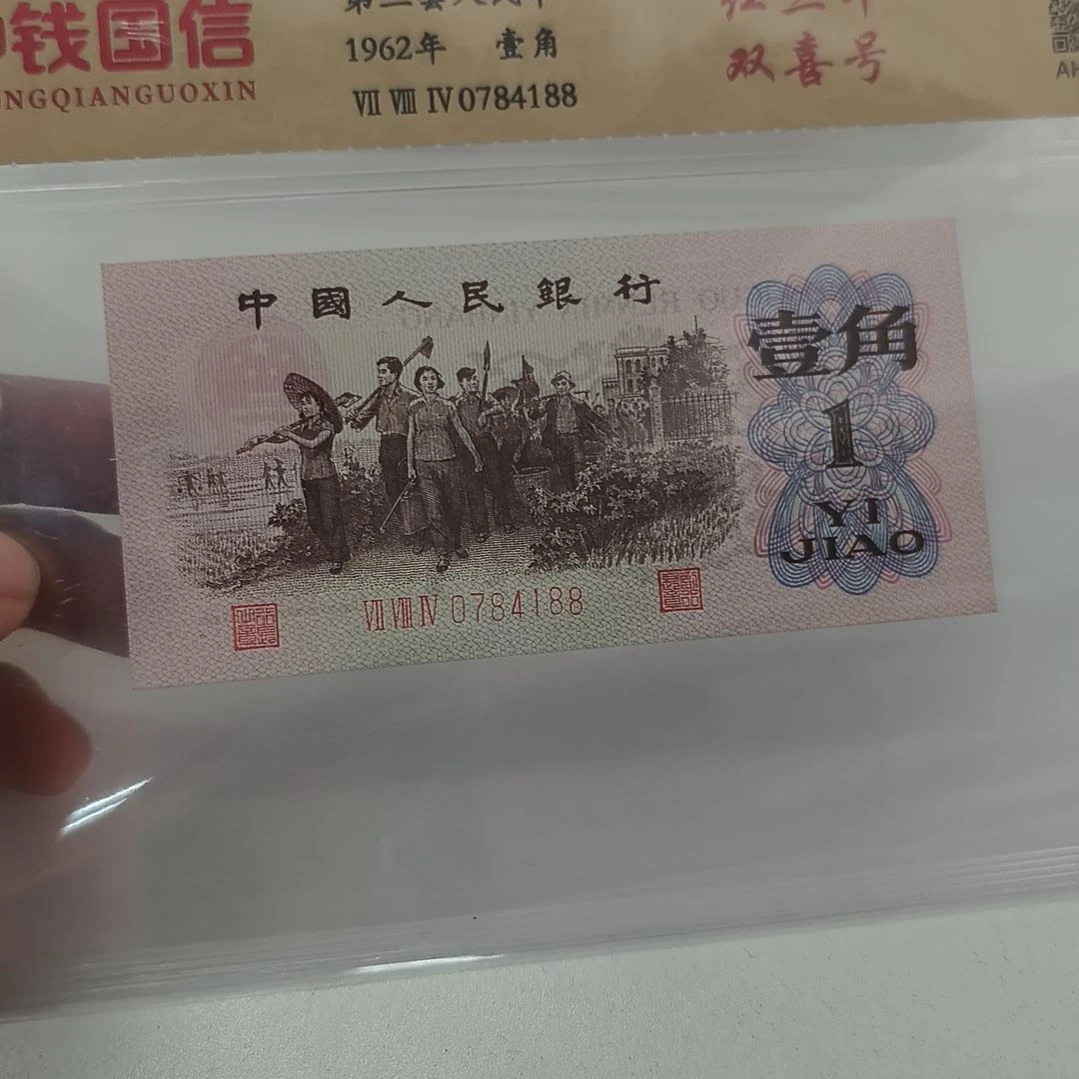 钱国信
NGQIANGUOXIN
1962年 壹角
Ⅶ Ⅷ Ⅳ 0784188
双喜号
AH
中國人民銀行
壹角
1
YI
JIAO
Ⅶ Ⅷ Ⅳ 0784188